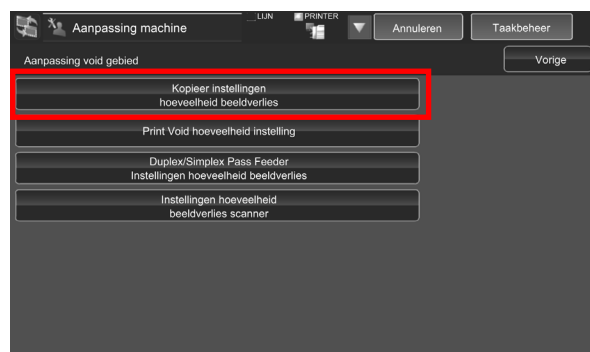 LIJN
PRINTER
Aanpassing machine
Annuleren
Taakbeheer
Aanpassing void gebied
Vorige
Kopieer instellingen
hoeveelheid beeldverlies
Print Void hoeveelheid instelling
Duplex/Simplex Pass Feeder
Instellingen hoeveelheid beeldverlies
Instellingen hoeveelheid
beeldverlies scanner